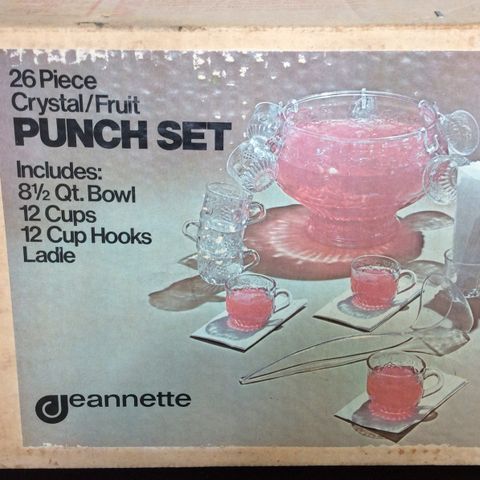 26 Piece
Crystal/Fruit
PUNCH SET
Includes:
8½ Qt. Bowl
12 Cups
12 Cup Hooks
Ladle
Jeannette